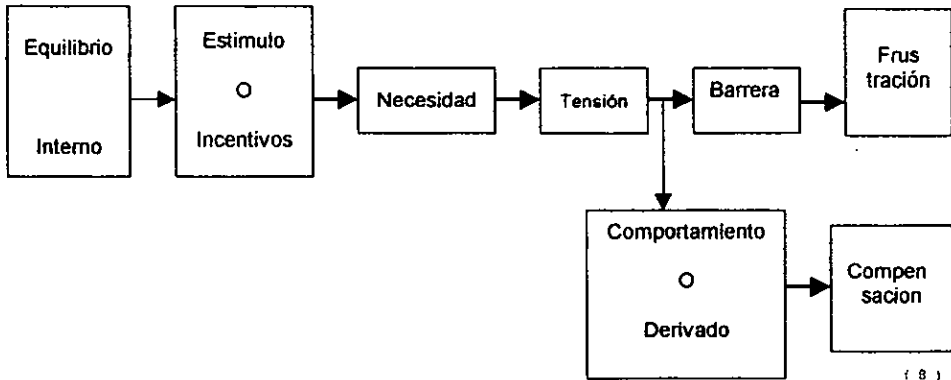 Equilibrio
Interno
Estimulo
O
Incentivos
Necesidad
Tensión
Barrera
Frus
tración
Comportamiento
O
Derivado
Compen
sacion
( 8 )